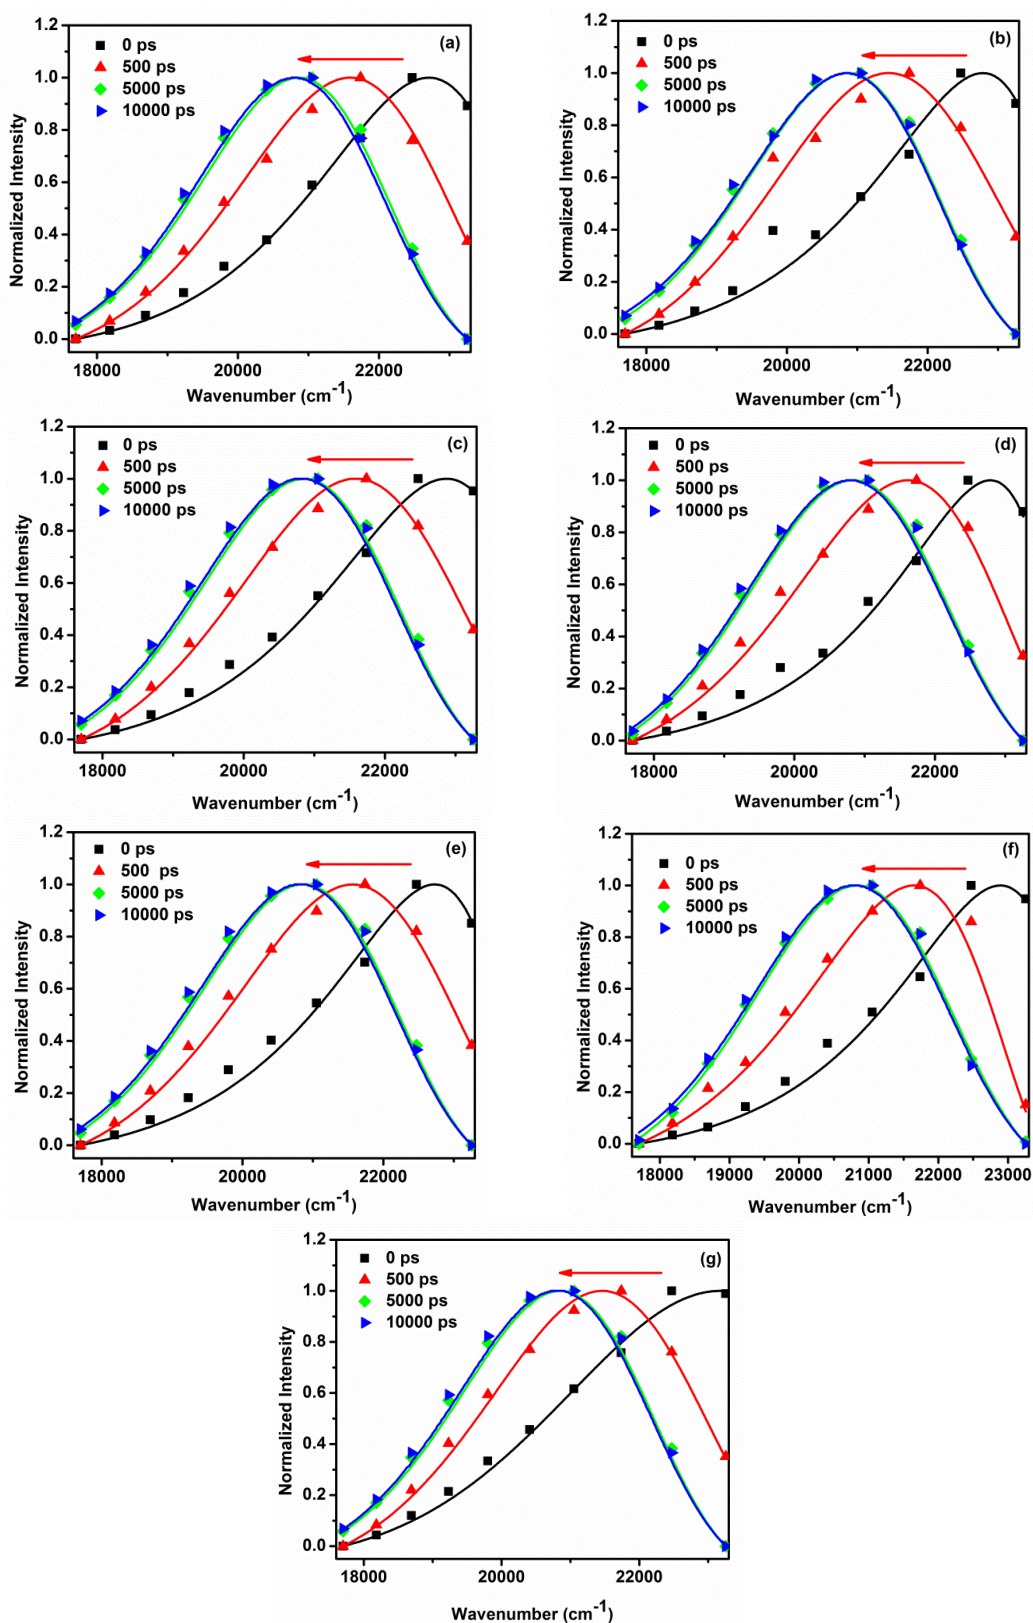 (a)
0 ps
500 ps
5000 ps
10000 ps
Normalized Intensity
1.2
1.0
0.8
0.6
0.4
0.2
0.0
18000 20000 22000
Wavenumber (cm⁻¹)
(b)
0 ps
500 ps
5000 ps
10000 ps
Normalized Intensity
1.2
1.0
0.8
0.6
0.4
0.2
0.0
18000 20000 22000
Wavenumber (cm⁻¹)
(c)
0 ps
500 ps
5000 ps
10000 ps
Normalized Intensity
1.2
1.0
0.8
0.6
0.4
0.2
0.0
18000 20000 22000
Wavenumber (cm⁻¹)
(d)
0 ps
500 ps
5000 ps
10000 ps
Normalized Intensity
1.2
1.0
0.8
0.6
0.4
0.2
0.0
18000 20000 22000
Wavenumber (cm⁻¹)
(e)
0 ps
500 ps
5000 ps
10000 ps
Normalized Intensity
1.2
1.0
0.8
0.6
0.4
0.2
0.0
18000 20000 22000
Wavenumber (cm⁻¹)
(f)
0 ps
500 ps
5000 ps
10000 ps
Normalized Intensity
1.2
1.0
0.8
0.6
0.4
0.2
0.0
18000 19000 20000 21000 22000 23000
Wavenumber (cm⁻¹)
(g)
0 ps
500 ps
5000 ps
10000 ps
Normalized Intensity
1.2
1.0
0.8
0.6
0.4
0.2
0.0
18000 20000 22000
Wavenumber (cm⁻¹)